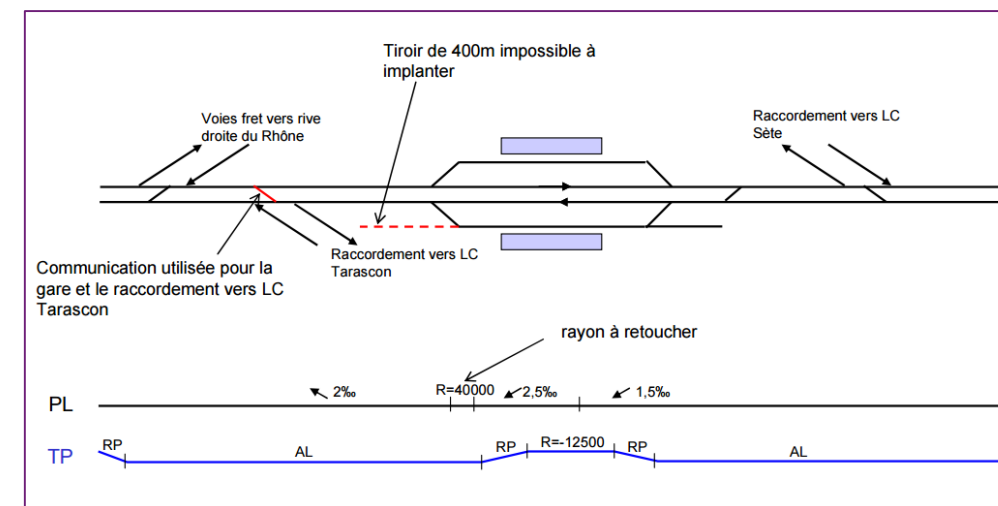 Tiroir de 400m impossible à
implanter
Voies fret vers rive
droite du Rhône
Raccordement vers LC
Sète
Raccordement vers LC
Tarascon
Communication utilisée pour la
gare et le raccordement vers LC
Tarascon
rayon à retoucher
PL
2‰
R=40000
2,5‰
1,5‰
TP
RP
AL
RP
R=-12500
RP
AL